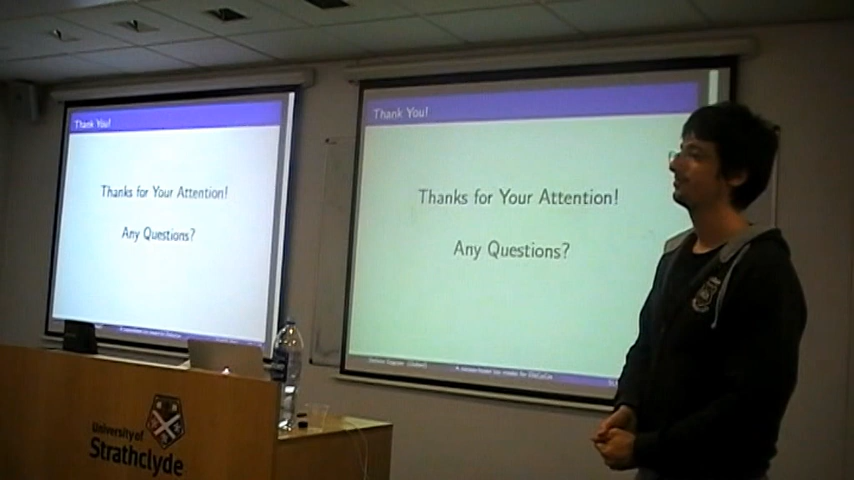 Thank You!
Thanks for Your Attention!
Any Questions?
Thank You!
Thanks for Your Attention!
Any Questions?
University of
Strathclyde